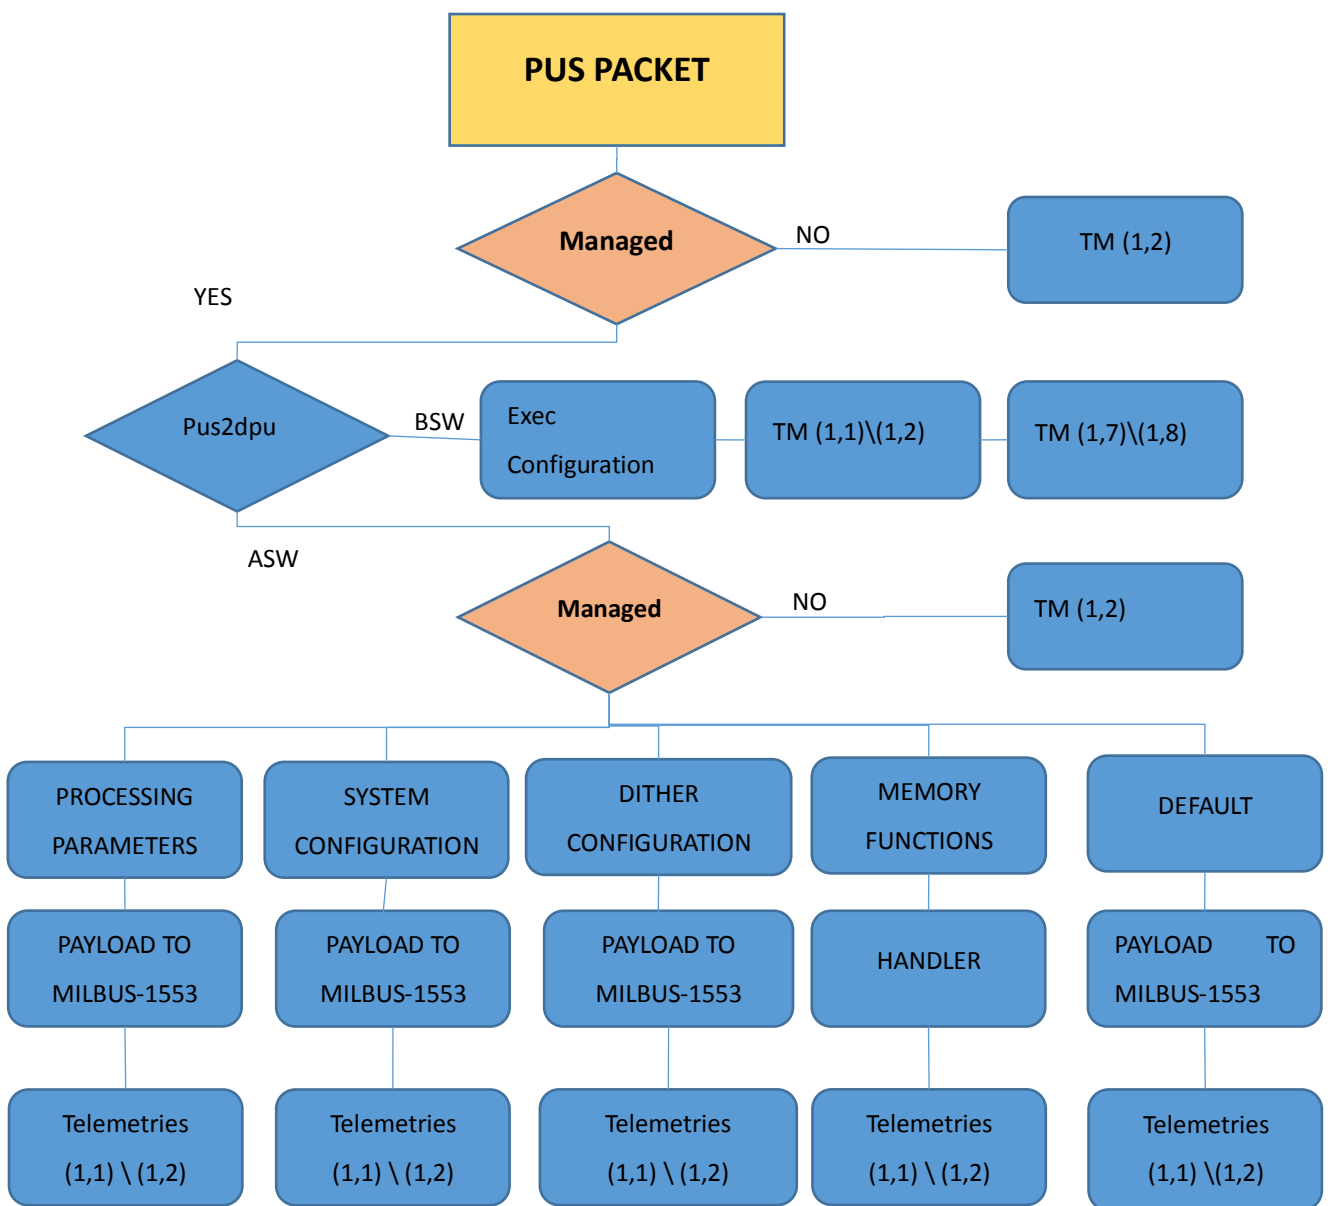 PUS PACKET
Managed
NO
TM (1,2)
YES
Pus2dpu
BSW
Exec
Configuration
TM (1,1)\(1,2)
TM (1,7)\(1,8)
ASW
Managed
NO
TM (1,2)
PROCESSING
PARAMETERS
SYSTEM
CONFIGURATION
DITHER
CONFIGURATION
MEMORY
FUNCTIONS
DEFAULT
PAYLOAD TO
MILBUS-1553
PAYLOAD TO
MILBUS-1553
PAYLOAD TO
MILBUS-1553
HANDLER
PAYLOAD TO
MILBUS-1553
Telemetries
(1,1) \ (1,2)
Telemetries
(1,1) \ (1,2)
Telemetries
(1,1) \ (1,2)
Telemetries
(1,1) \ (1,2)
Telemetries
(1,1) \(1,2)